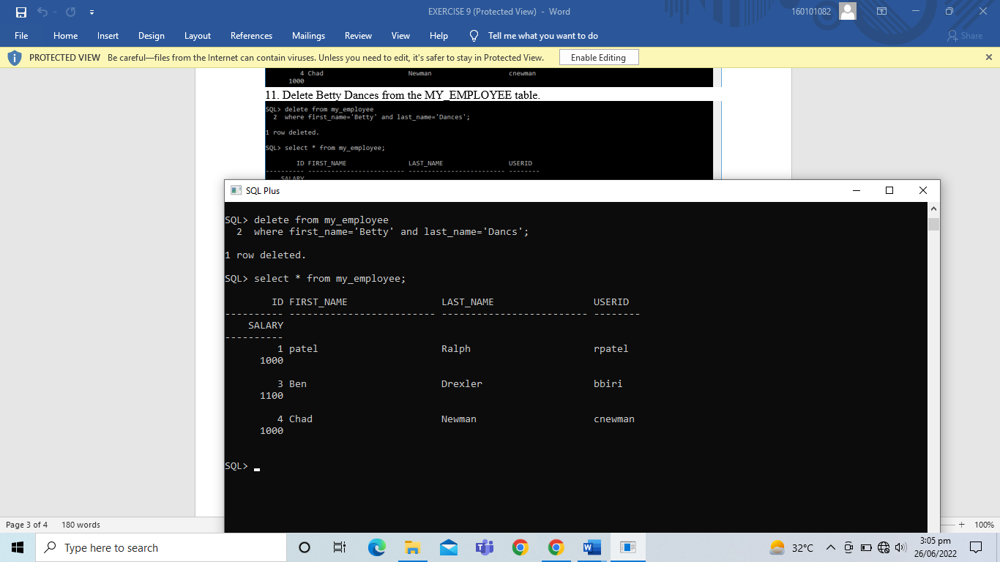 EXERCISE 9 (Protected View) - Word
160101082
File Home Insert Design Layout References Mailings Review View Help Tell me what you want to do Share
PROTECTED VIEW Be careful—files from the Internet can contain viruses. Unless you need to edit, it's safer to stay in Protected View. Enable Editing
4 Chad Newman cnewman
1000
11. Delete Betty Dances from the MY_EMPLOYEE table.
SQL> delete from my_employee
2 where first_name='Betty' and last_name='Dances';
1 row deleted.
SQL> select * from my_employee;
ID FIRST_NAME LAST_NAME USERID
---------- ------------------------- ------------------------- --------
SALARY
SQL Plus
SQL> delete from my_employee
2 where first_name='Betty' and last_name='Dancs';
1 row deleted.
SQL> select * from my_employee;
ID FIRST_NAME LAST_NAME USERID
---------- ------------------------- ------------------------- --------
SALARY
----------
1 patel Ralph rpatel
1000
3 Ben Drexler bbiri
1100
4 Chad Newman cnewman
1000
SQL>
Page 3 of 4 180 words
100%
Type here to search
32°C
3:05 pm
26/06/2022